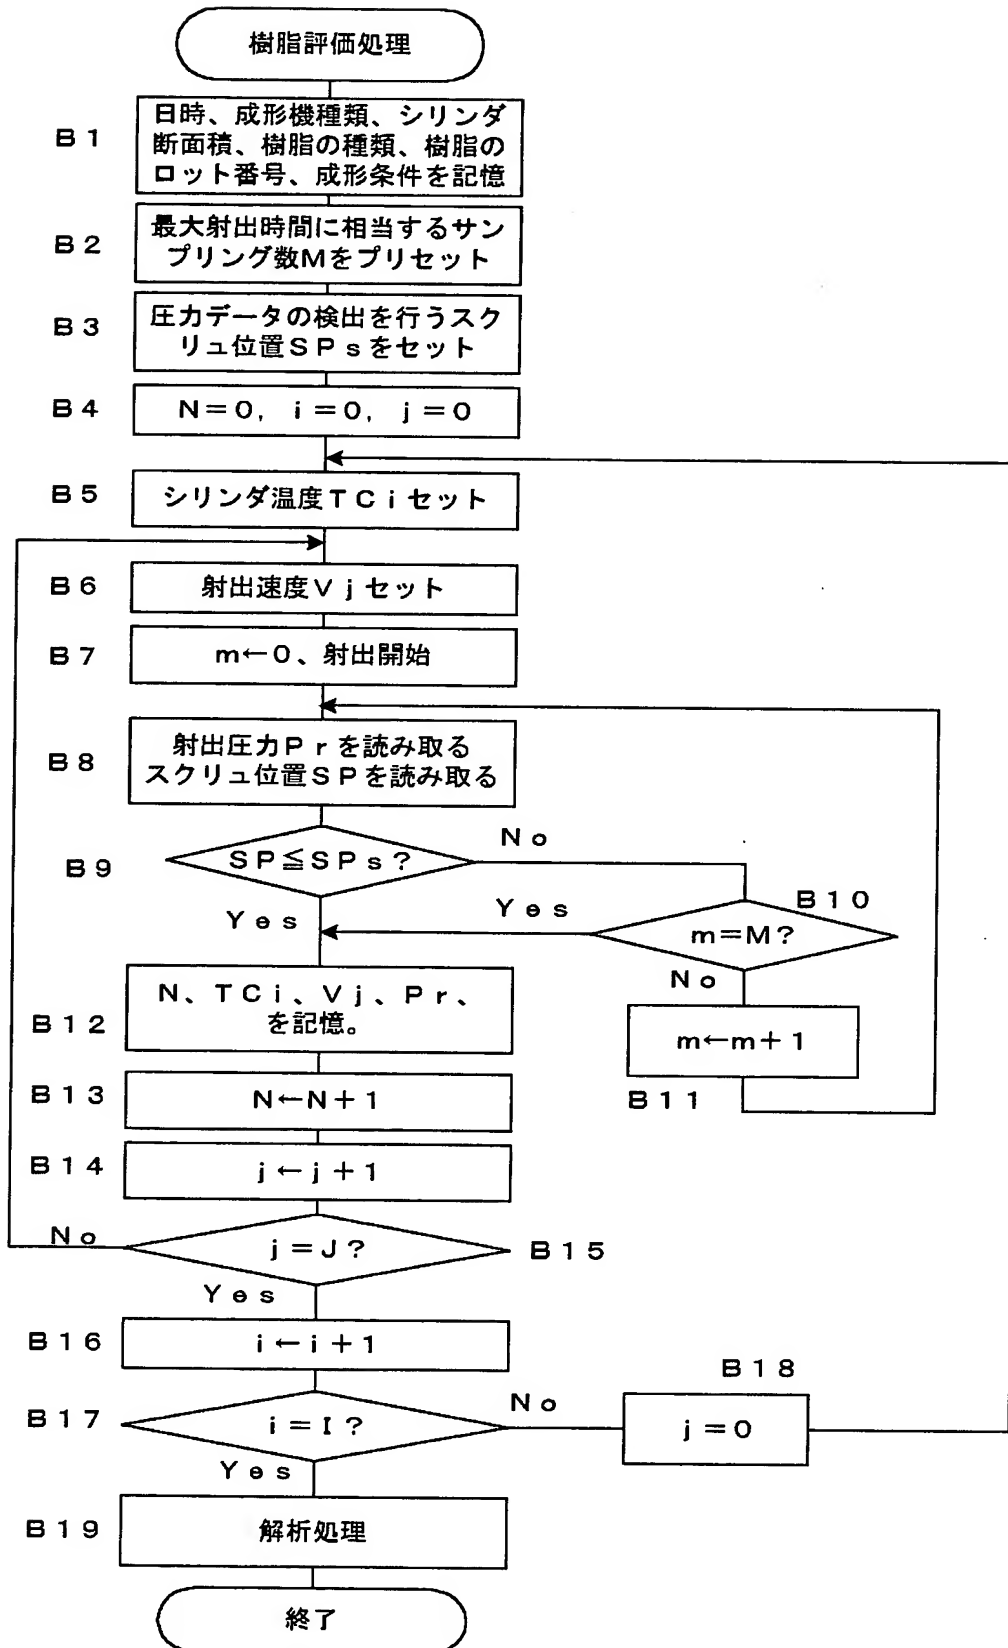 樹脂評価処理
B1
日時、成形機種類、シリンダ
断面積、樹脂の種類、樹脂の
ロット番号、成形条件を記憶
B2
最大射出時間に相当するサン
プリング数Mをプリセット
B3
圧力データの検出を行うスク
リュ位置SPsをセット
B4
N=0, i=0, j=0
B5
シリンダ温度TCiセット
B6
射出速度Vjセット
B7
m←0、射出開始
B8
射出圧力Prを読み取る
スクリュ位置SPを読み取る
B9
SP≦SPs?
No
Yes
B10
m=M?
Yes
No
B11
m←m+1
B12
N、TCi、Vj、Pr、
を記憶。
B13
N←N+1
B14
j←j+1
B15
j=J?
No
Yes
B16
i←i+1
B17
i=I?
No
B18
j=0
Yes
B19
解析処理
終了